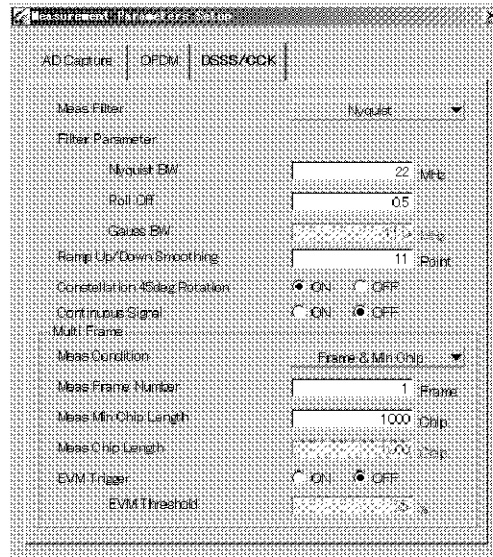 Measurement Parameters Setup
AD Capture OFDM DSSS/CCK
Meas Filter Nyquist
Filter Parameter
Nyquist BW 22 MHz
Roll Off 0.5
Gauss BW MHz
Ramp Up/Down Smoothing 11 Point
Constellation 45deg Rotation ON OFF
Continuous Signal ON OFF
Multi Frame
Meas Condition Frame & Min Chip
Meas Frame Number 1 Frame
Meas Min Chip Length 1000 Chip
Meas Chip Length Chip
EVM Trigger ON OFF
EVM Threshold 5 %